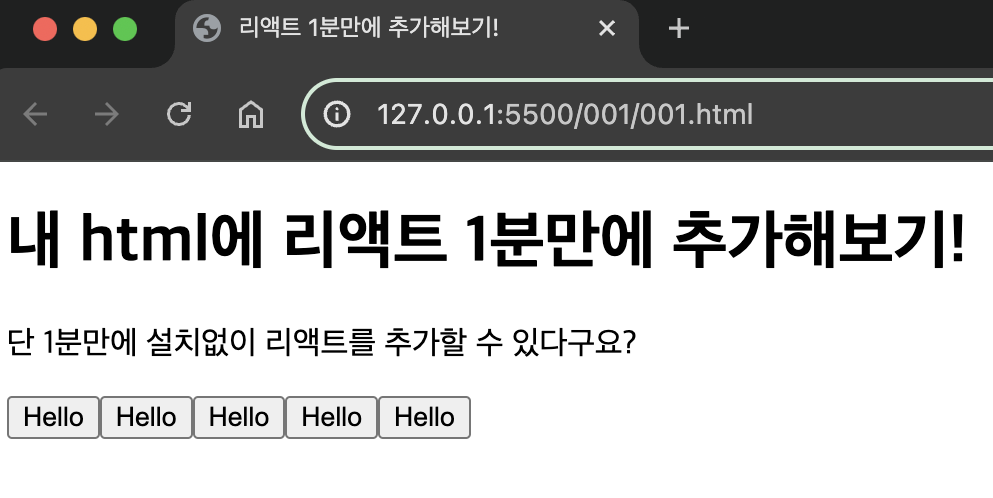 리액트 1분만에 추가해보기!
127.0.0.1:5500/001/001.html
내 html에 리액트 1분만에 추가해보기!
단 1분만에 설치없이 리액트를 추가할 수 있다구요?
Hello Hello Hello Hello Hello